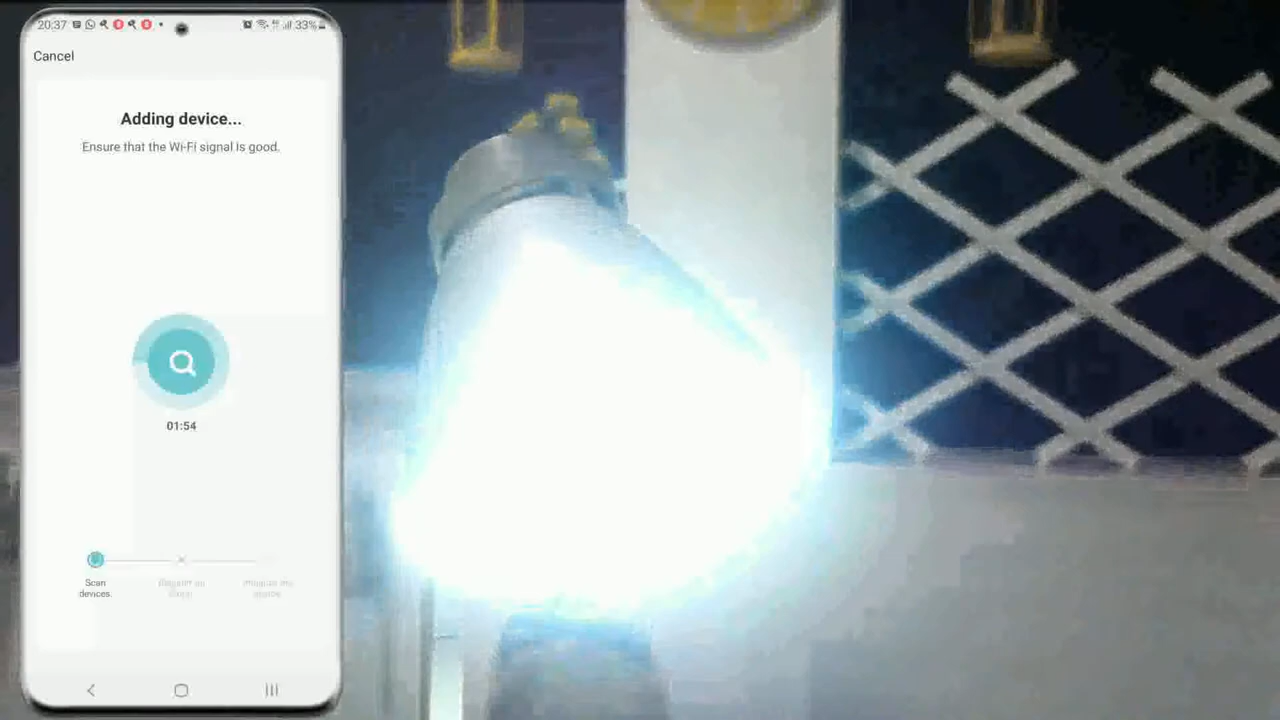 20:37
33%
Cancel
Adding device...
Ensure that the Wi-Fi signal is good.
01:54
Scan
devices.